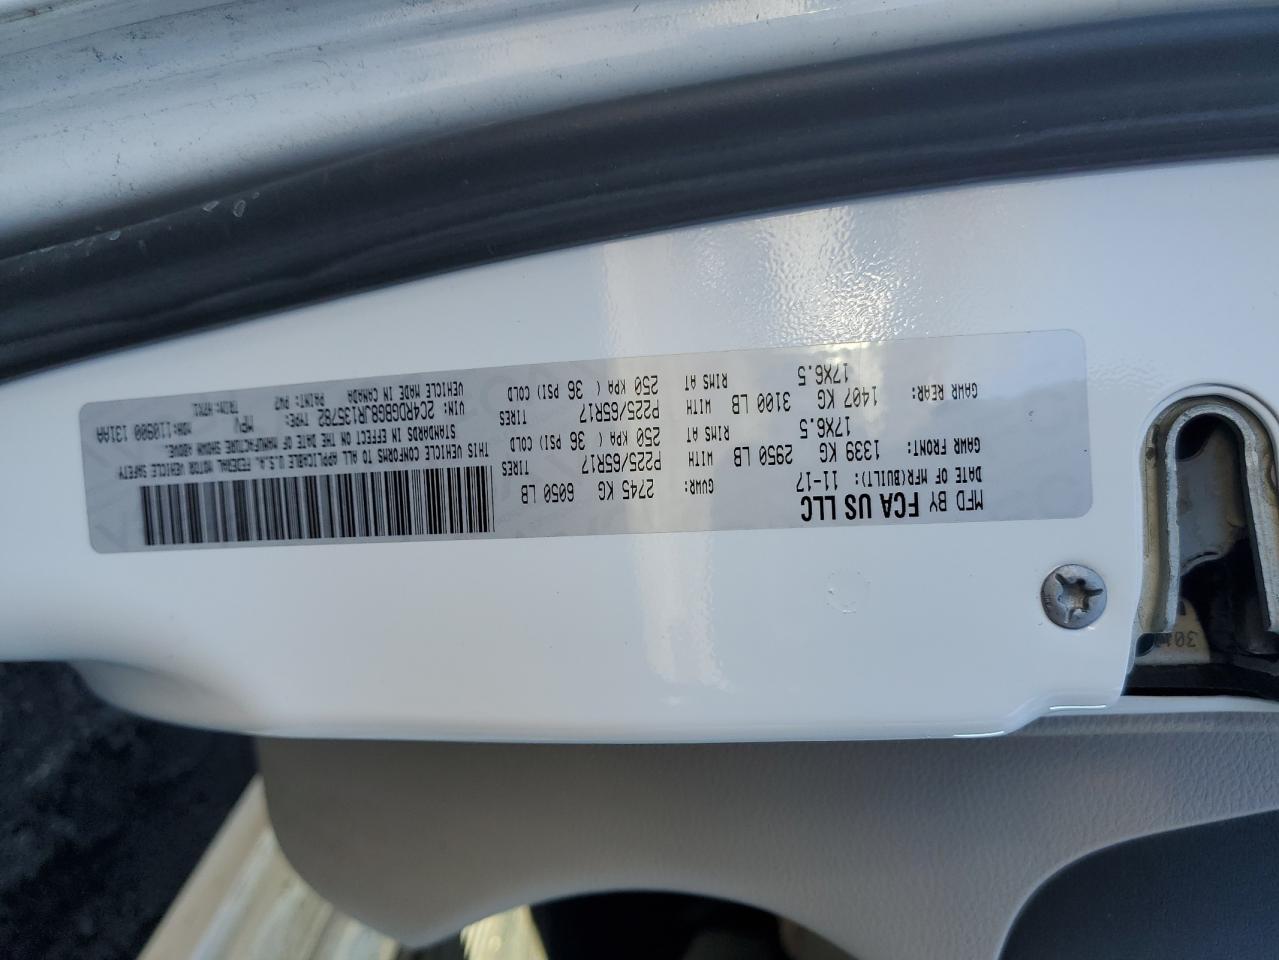 MFD BY FCA US LLC
DATE OF MFR(BUILT): 11-17 GVWR: 2745 KG 6050 LB
GAWR FRONT: 1339 KG 2950 LB WITH P225/65R17 TIRES
17X6.5 RIMS AT 250 KPA ( 36 PSI) COLD
GAWR REAR: 1407 KG 3100 LB WITH P225/65R17 TIRES
17X6.5 RIMS AT 250 KPA ( 36 PSI) COLD
THIS VEHICLE CONFORMS TO ALL APPLICABLE U.S.A. FEDERAL MOTOR VEHICLE SAFETY
STANDARDS IN EFFECT ON THE DATE OF MANUFACTURE SHOWN ABOVE.
VIN: TYPE: MPV MDH: 110900 131AA
VEHICLE MADE IN CANADA PAINT: PW7 TRIM: